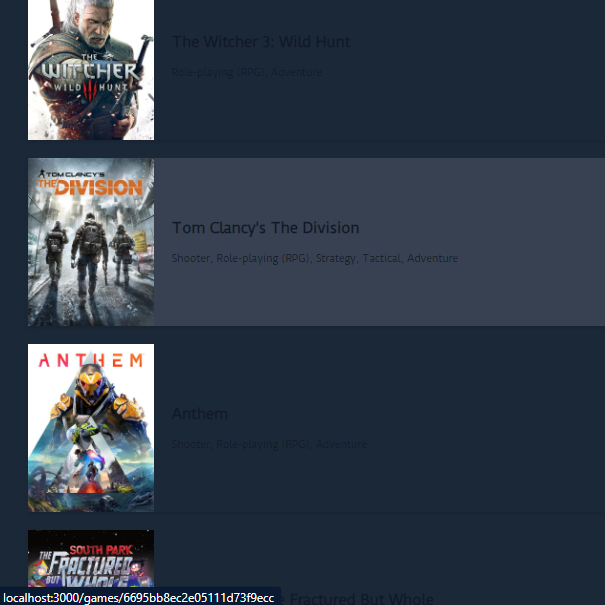 The Witcher 3: Wild Hunt
Role-playing (RPG), Adventure
THE
WITCHER
WILD HUNT
TOM CLANCY'S
THE DIVISION
Tom Clancy's The Division
Shooter, Role-playing (RPG), Strategy, Tactical, Adventure
ANTHEM
Anthem
Shooter, Role-playing (RPG), Adventure
SOUTH PARK
THE
FRACTURED
BUT WHOLE
Fractured But Whole
localhost:3000/games/6695bb8ec2e05111d73f9ecc